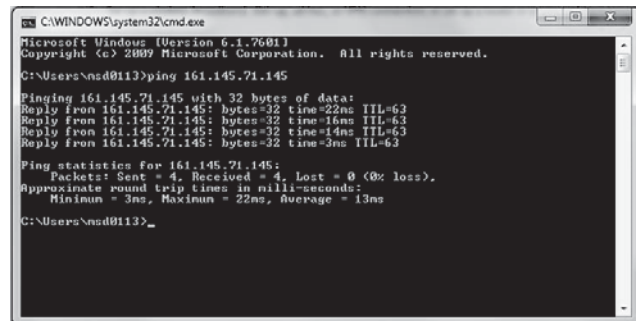 C:\WINDOWS\system32\cmd.exe
Microsoft Windows [Version 6.1.7601]
Copyright (c) 2009 Microsoft Corporation.  All rights reserved.
C:\Users\msd0113>ping 161.145.71.145
Pinging 161.145.71.145 with 32 bytes of data:
Reply from 161.145.71.145: bytes=32 time=22ms TTL=63
Reply from 161.145.71.145: bytes=32 time=16ms TTL=63
Reply from 161.145.71.145: bytes=32 time=14ms TTL=63
Reply from 161.145.71.145: bytes=32 time=3ms TTL=63
Ping statistics for 161.145.71.145:
    Packets: Sent = 4, Received = 4, Lost = 0 (0% loss),
Approximate round trip times in milli-seconds:
    Minimum = 3ms, Maximum = 22ms, Average = 13ms
C:\Users\msd0113>_